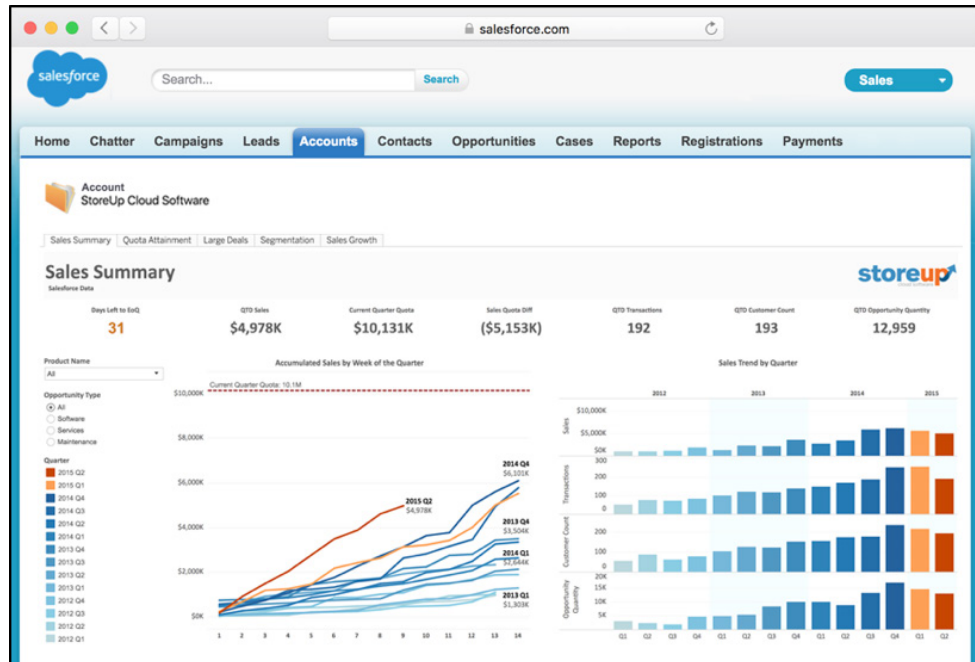 salesforce.com
salesforce
Search...
Search
Sales
Home Chatter Campaigns Leads Accounts Contacts Opportunities Cases Reports Registrations Payments
Account
StoreUp Cloud Software
Sales Summary Quota Attainment Large Deals Segmentation Sales Growth
Sales Summary
Salesforce Data
storeup
cloud software
Days Left to EoQ QTD Sales Current Quarter Quota Sales Quota Diff QTD Transactions QTD Customer Count QTD Opportunity Quantity
31 $4,978K $10,131K ($5,153K) 192 193 12,959
Product Name
All
Opportunity Type
All
Software
Services
Maintenance
Quarter
2015 Q2
2015 Q1
2014 Q4
2014 Q3
2014 Q2
2014 Q1
2013 Q4
2013 Q3
2013 Q2
2013 Q1
2012 Q4
2012 Q3
2012 Q2
2012 Q1
Accumulated Sales by Week of the Quarter
Current Quarter Quote: 10.1M
$10,000K
$8,000K
$6,000K
$4,000K
$2,000K
$0K
2014 Q4
$6,101K
2015 Q2
$4,978K
2013 Q4
$3,504K
2014 Q1
$2,644K
2013 Q1
$1,303K
1 2 3 4 5 6 7 8 9 10 11 12 13 14
Sales Trend by Quarter
2012 2013 2014 2015
Sales
$10,000K
$5,000K
$0K
Transactions
300
200
100
0
Customer Count
200
100
0
Opportunity
Quantity
20K
15K
10K
5K
Q1 Q2 Q3 Q4 Q1 Q2 Q3 Q4 Q1 Q2 Q3 Q4 Q1 Q2